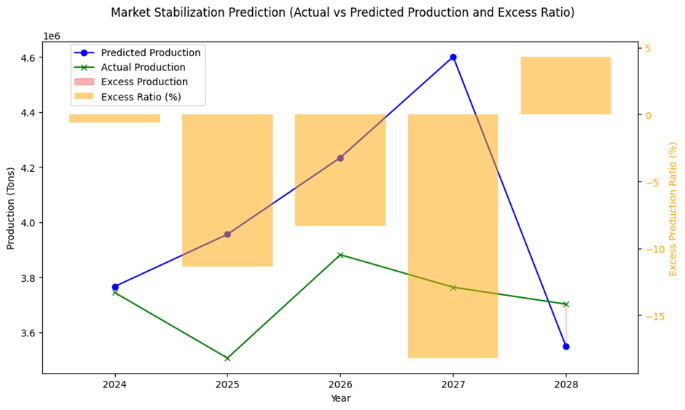 Market Stabilization Prediction (Actual vs Predicted Production and Excess Ratio)
1e6
Predicted Production
Actual Production
Excess Production
Excess Ratio (%)
4.6
4.4
4.2
4.0
3.8
3.6
Production (Tons)
5
0
−5
−10
−15
Excess Production Ratio (%)
2024 2025 2026 2027 2028
Year